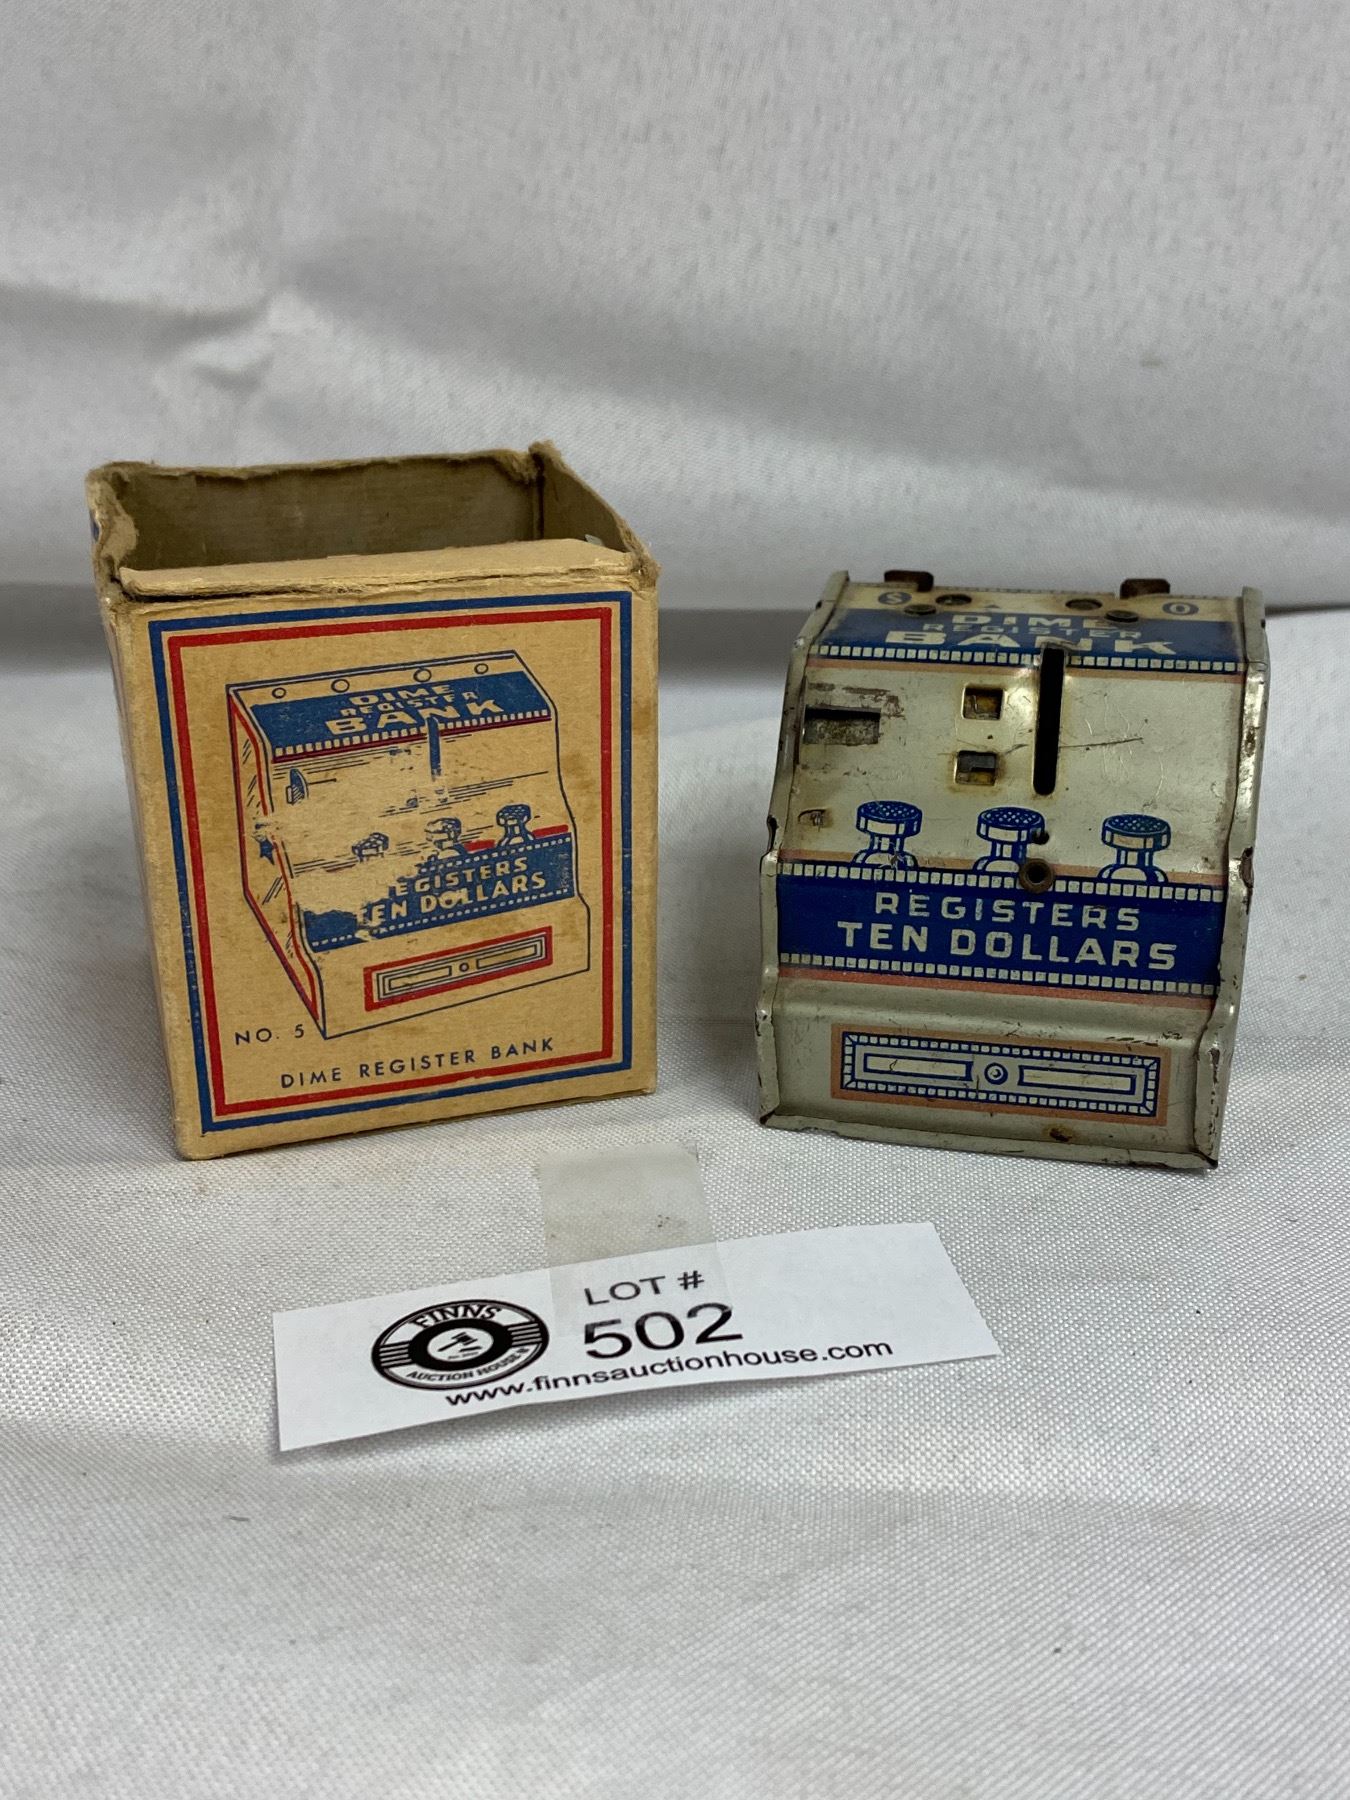 DIME
REGISTER
BANK
REGISTERS
TEN DOLLARS
NO. 5
DIME REGISTER BANK
S O
DIME
REGISTER
BANK
REGISTERS
TEN DOLLARS
LOT #
502
FINNS
AUCTION HOUSE
www.finnsauctionhouse.com